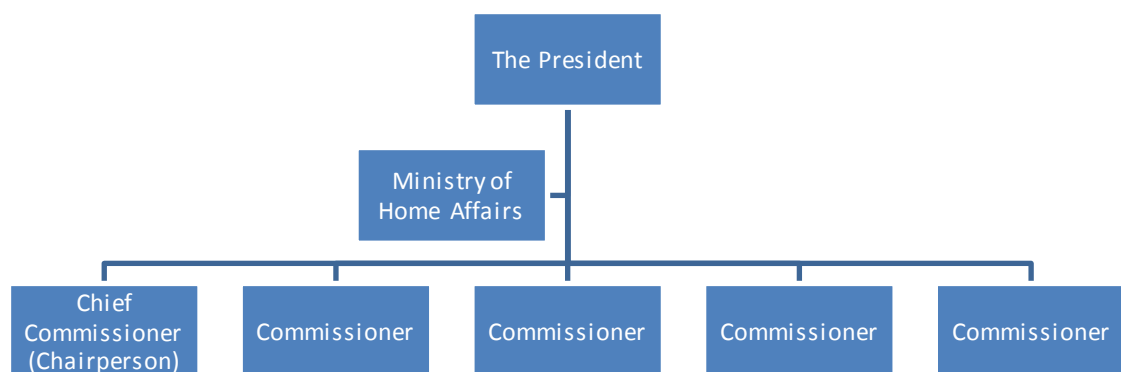 The President
Ministry of
Home Affairs
Chief
Commissioner
(Chairperson)
Commissioner
Commissioner
Commissioner
Commissioner